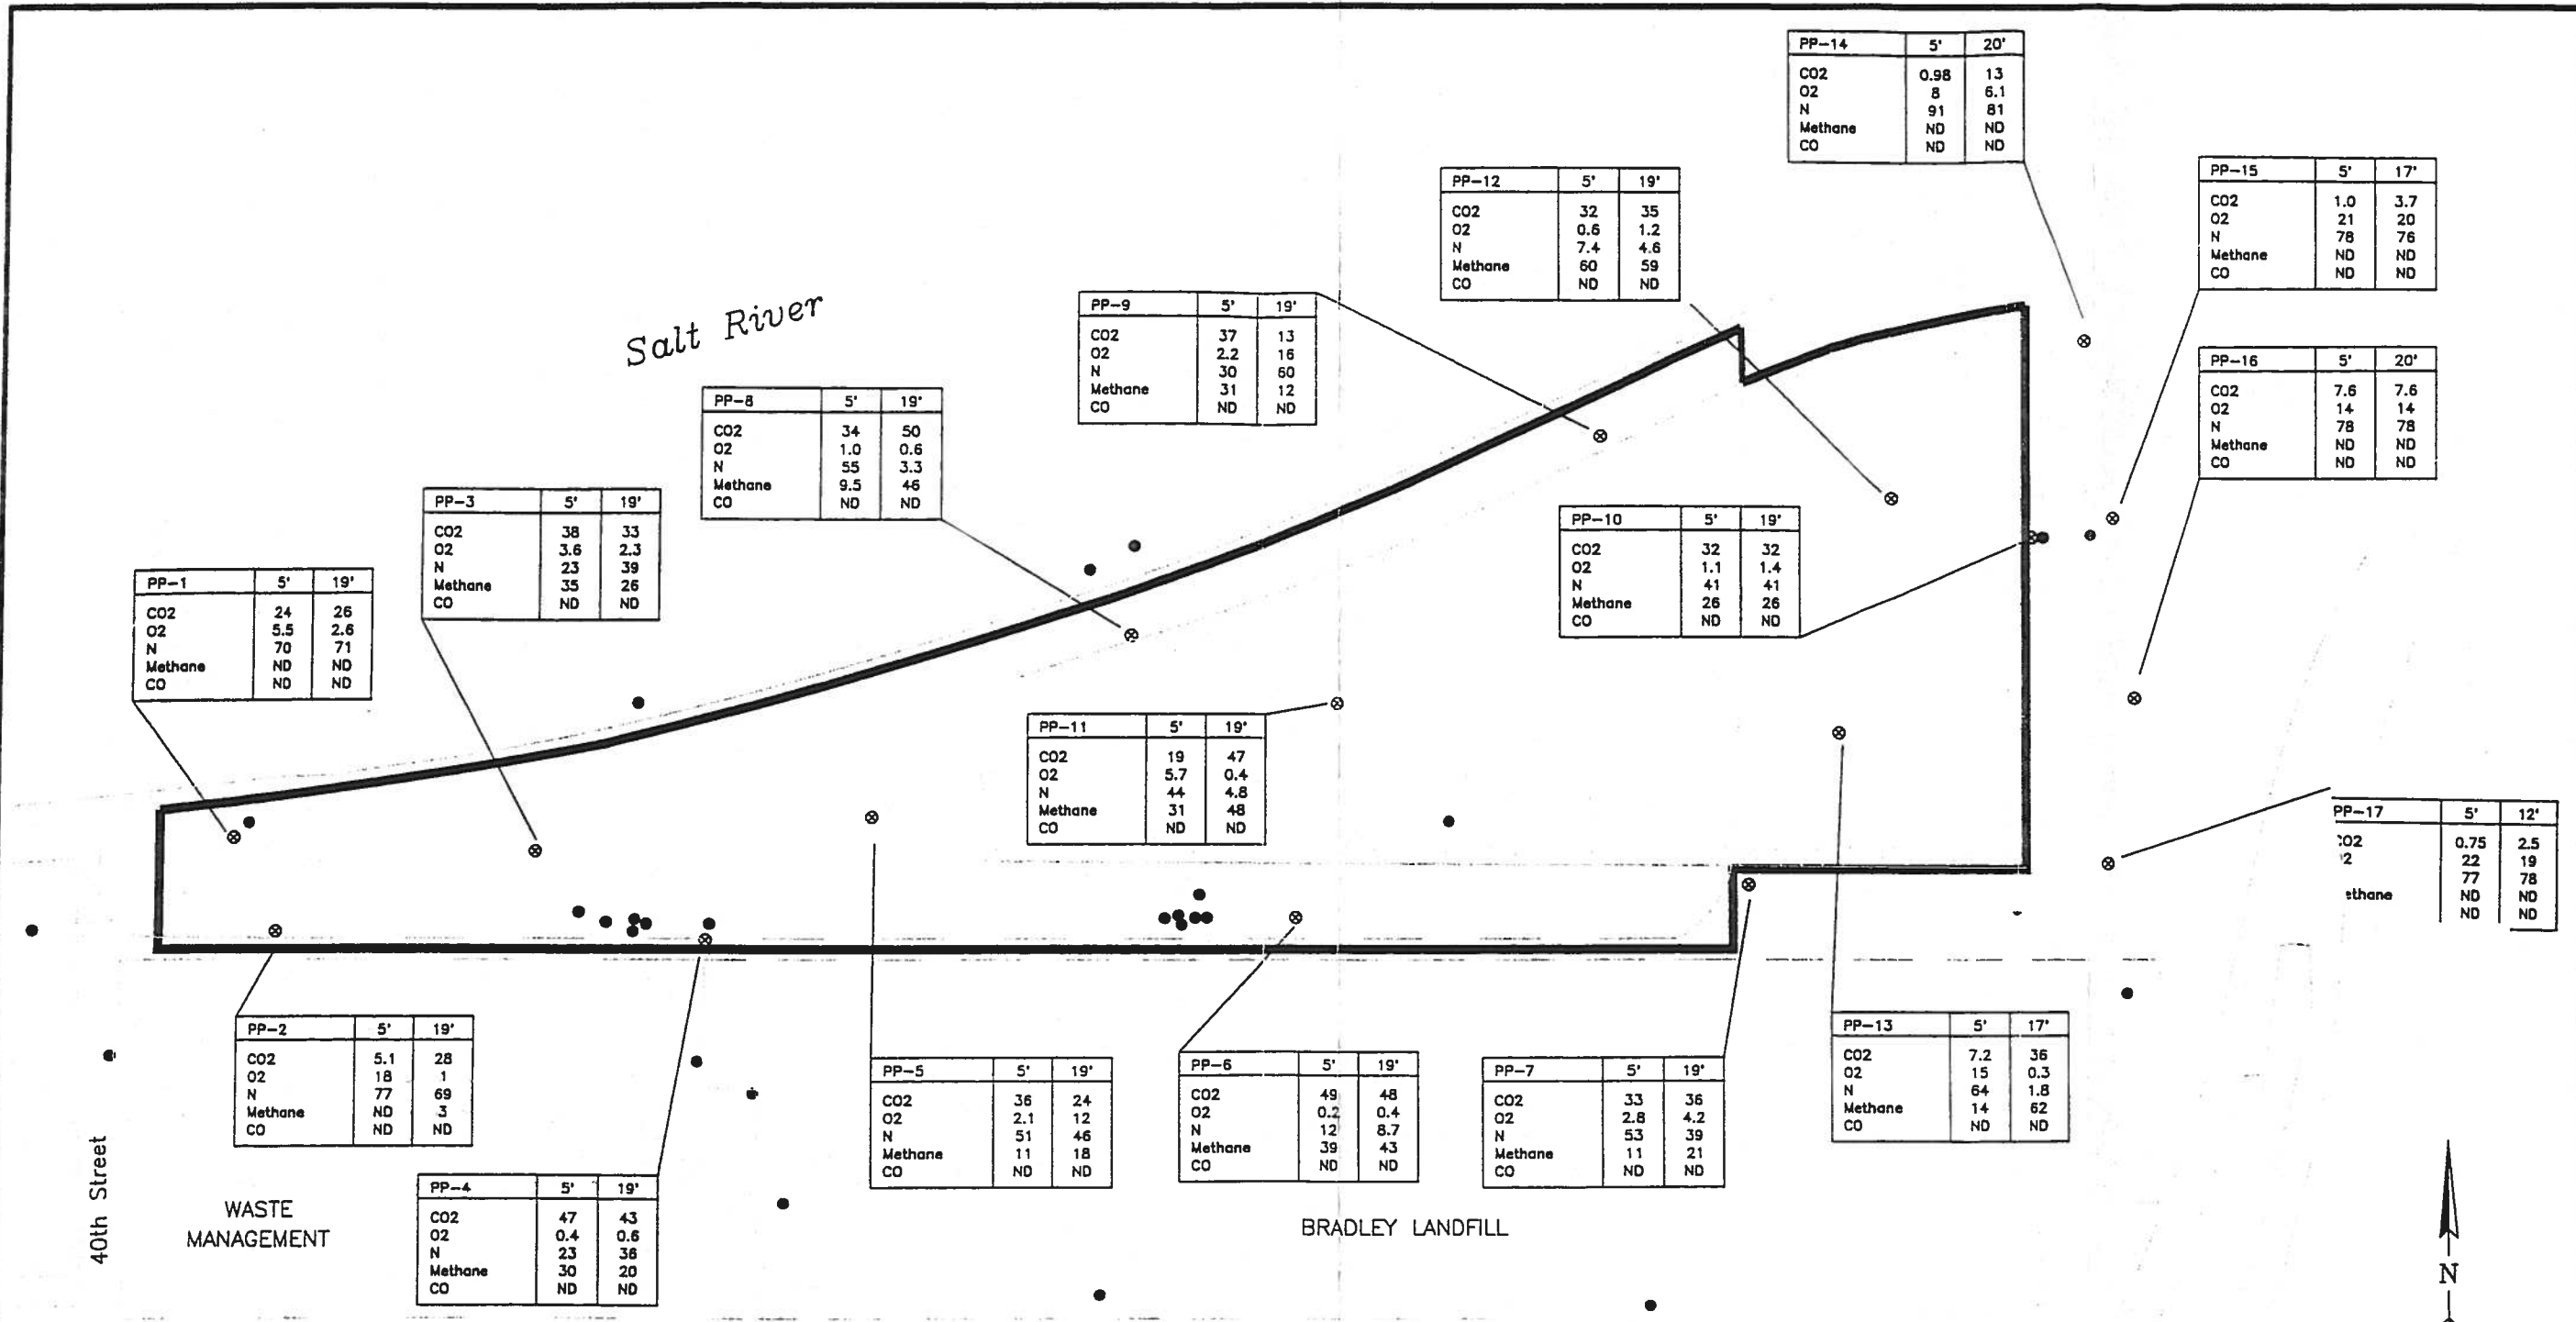 PP-14 5' 20'
CO2 0.98 13
O2 8 6.1
N 91 81
Methane ND ND
CO ND ND
PP-15 5' 17'
CO2 1.0 3.7
O2 21 20
N 78 76
Methane ND ND
CO ND ND
PP-12 5' 19'
CO2 32 35
O2 0.6 1.2
N 7.4 4.6
Methane 60 59
CO ND ND
PP-9 5' 19'
CO2 37 13
O2 2.2 16
N 30 60
Methane 31 12
CO ND ND
Salt River
PP-16 5' 20'
CO2 7.6 7.6
O2 14 14
N 78 78
Methane ND ND
CO ND ND
PP-8 5' 19'
CO2 34 50
O2 1.0 0.6
N 55 3.3
Methane 9.5 46
CO ND ND
PP-3 5' 19'
CO2 38 33
O2 3.6 2.3
N 23 39
Methane 35 26
CO ND ND
PP-10 5' 19'
CO2 32 32
O2 1.1 1.4
N 41 41
Methane 26 26
CO ND ND
PP-1 5' 19'
CO2 24 26
O2 5.5 2.6
N 70 71
Methane ND ND
CO ND ND
PP-11 5' 19'
CO2 19 47
O2 5.7 0.4
N 44 4.8
Methane 31 48
CO ND ND
PP-17 5' 12'
CO2 0.75 2.5
2 22 19
77 78
ethane ND ND
ND ND
PP-2 5' 19'
CO2 5.1 28
O2 18 1
N 77 69
Methane ND 3
CO ND ND
PP-13 5' 17'
CO2 7.2 36
O2 15 0.3
N 64 1.8
Methane 14 62
CO ND ND
PP-5 5' 19'
CO2 36 24
O2 2.1 12
N 51 46
Methane 11 18
CO ND ND
PP-6 5' 19'
CO2 49 48
O2 0.2 0.4
N 12 8.7
Methane 39 43
CO ND ND
PP-7 5' 19'
CO2 33 36
O2 2.8 4.2
N 53 39
Methane 11 21
CO ND ND
PP-4 5' 19'
CO2 47 43
O2 0.4 0.6
N 23 36
Methane 30 20
CO ND ND
40th Street
WASTE
MANAGEMENT
BRADLEY LANDFILL
N